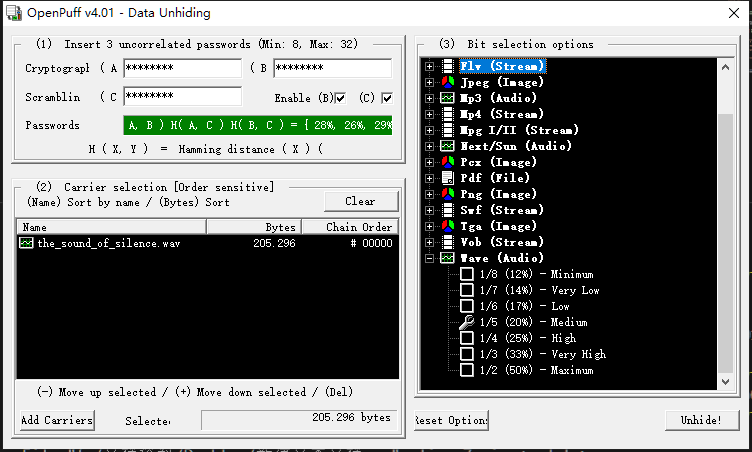 OpenPuff v4.01 - Data Unhiding
(1) Insert 3 uncorrelated passwords (Min: 8, Max: 32)
Cryptograph ( A ******** ( B ********
Scramblin ( C ******** Enable (B) (C)
Passwords A, B ) H( A, C ) H( B, C ) = { 28%, 26%, 29%
H ( X, Y ) = Hamming distance ( X ) (
(2) Carrier selection [Order sensitive]
(Name) Sort by name / (Bytes) Sort Clear
Name Bytes Chain Order
the_sound_of_silence.wav 205.296 # 00000
(-) Move up selected / (+) Move down selected / (Del)
Add Carriers Selected 205.296 bytes
(3) Bit selection options
Flv (Stream)
Jpeg (Image)
Mp3 (Audio)
Mp4 (Stream)
Mpg I/II (Stream)
Next/Sun (Audio)
Pcx (Image)
Pdf (File)
Png (Image)
Swf (Stream)
Tga (Image)
Vob (Stream)
Wave (Audio)
1/8 (12%) - Minimum
1/7 (14%) - Very Low
1/6 (17%) - Low
1/5 (20%) - Medium
1/4 (25%) - High
1/3 (33%) - Very High
1/2 (50%) - Maximum
Reset Options Unhide!